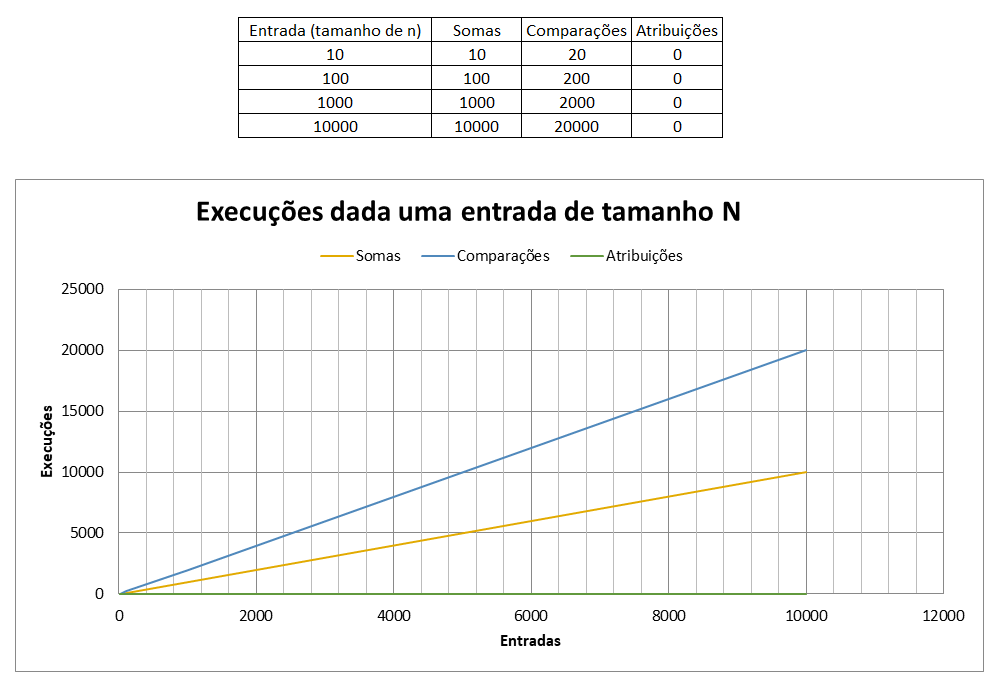 Entrada (tamanho de n) Somas Comparações Atribuições
10 10 20 0
100 100 200 0
1000 1000 2000 0
10000 10000 20000 0
Execuções dada uma entrada de tamanho N
Somas Comparações Atribuições
25000
20000
15000
10000
5000
0
Execuções
0 2000 4000 6000 8000 10000 12000
Entradas